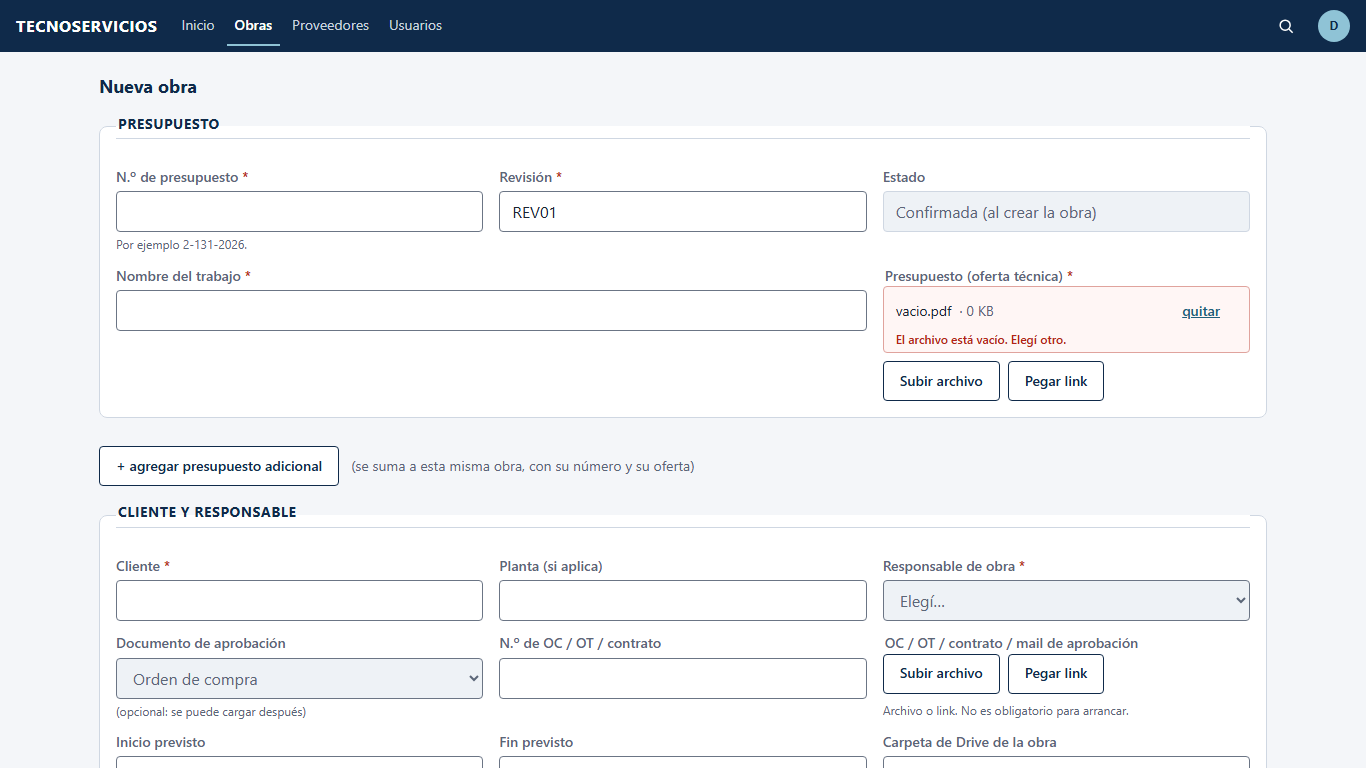 TECNOSERVICIOS Inicio Obras Proveedores Usuarios D
Nueva obra
PRESUPUESTO
N.º de presupuesto * Revisión * Estado
REV01 Confirmada (al crear la obra)
Por ejemplo 2-131-2026.
Nombre del trabajo * Presupuesto (oferta técnica) *
vacio.pdf · 0 KB quitar
El archivo está vacío. Elegí otro.
Subir archivo Pegar link
+ agregar presupuesto adicional (se suma a esta misma obra, con su número y su oferta)
CLIENTE Y RESPONSABLE
Cliente * Planta (si aplica) Responsable de obra *
Elegí...
Documento de aprobación N.º de OC / OT / contrato OC / OT / contrato / mail de aprobación
Orden de compra Subir archivo Pegar link
(opcional: se puede cargar después) Archivo o link. No es obligatorio para arrancar.
Inicio previsto Fin previsto Carpeta de Drive de la obra